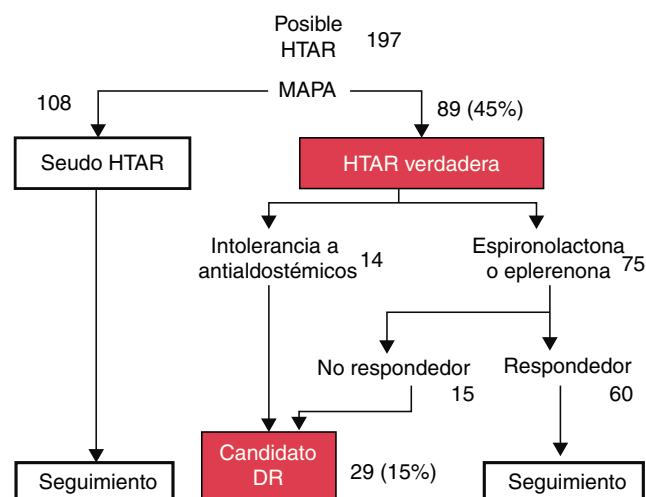 Posible
HTAR
197
MAPA
108
89 (45%)
Seudo HTAR
HTAR verdadera
Intolerancia a
antialdostémicos
14
Espironolactona
o eplerenona
75
No respondedor
15
Respondedor
60
Candidato
DR
29 (15%)
Seguimiento
Seguimiento